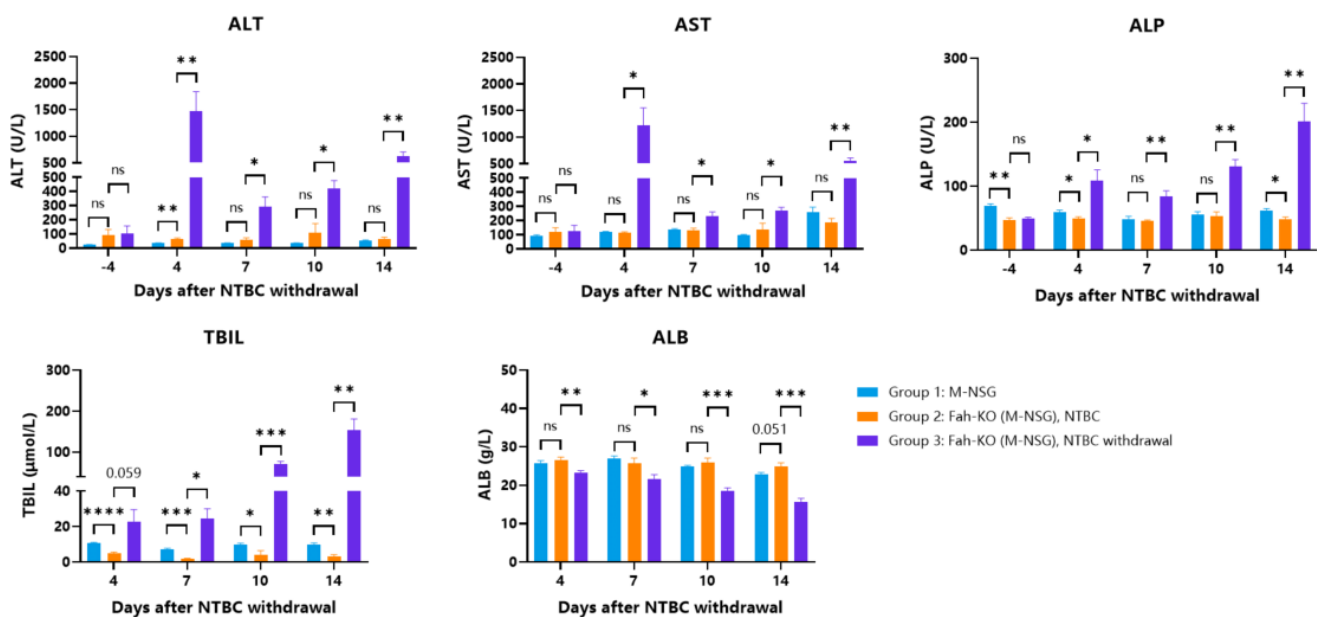 ALT
ALT (U/L)
2500
2000
1500
1000
500
500
400
300
200
100
0
ns
ns
**
**
ns
*
ns
*
ns
**
-4 4 7 10 14
Days after NTBC withdrawal
AST
AST (U/L)
2500
2000
1500
1000
500
500
400
300
200
100
0
ns
ns
ns
*
ns
*
ns
*
ns
**
-4 4 7 10 14
Days after NTBC withdrawal
ALP
ALP (U/L)
300
200
100
0
**
ns
*
*
ns
**
ns
**
*
**
-4 4 7 10 14
Days after NTBC withdrawal
TBIL
TBIL (μmol/L)
300
200
100
40
20
0
****
0.059
***
*
*
***
**
**
4 7 10 14
Days after NTBC withdrawal
ALB
ALB (g/L)
50
40
30
20
10
0
ns
**
ns
*
ns
***
0.051
***
4 7 10 14
Days after NTBC withdrawal
Group 1: M-NSG
Group 2: Fah-KO (M-NSG), NTBC
Group 3: Fah-KO (M-NSG), NTBC withdrawal